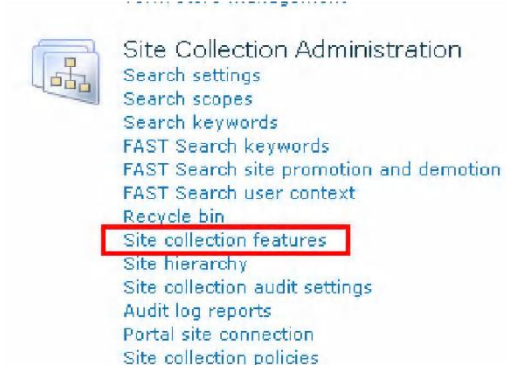 Site Collection Administration
Search settings
Search scopes
Search keywords
FAST Search keywords
FAST Search site promotion and demotion
FAST Search user context
Recycle bin
Site collection features
Site hierarchy
Site collection audit settings
Audit log reports
Portal site connection
Site collection policies